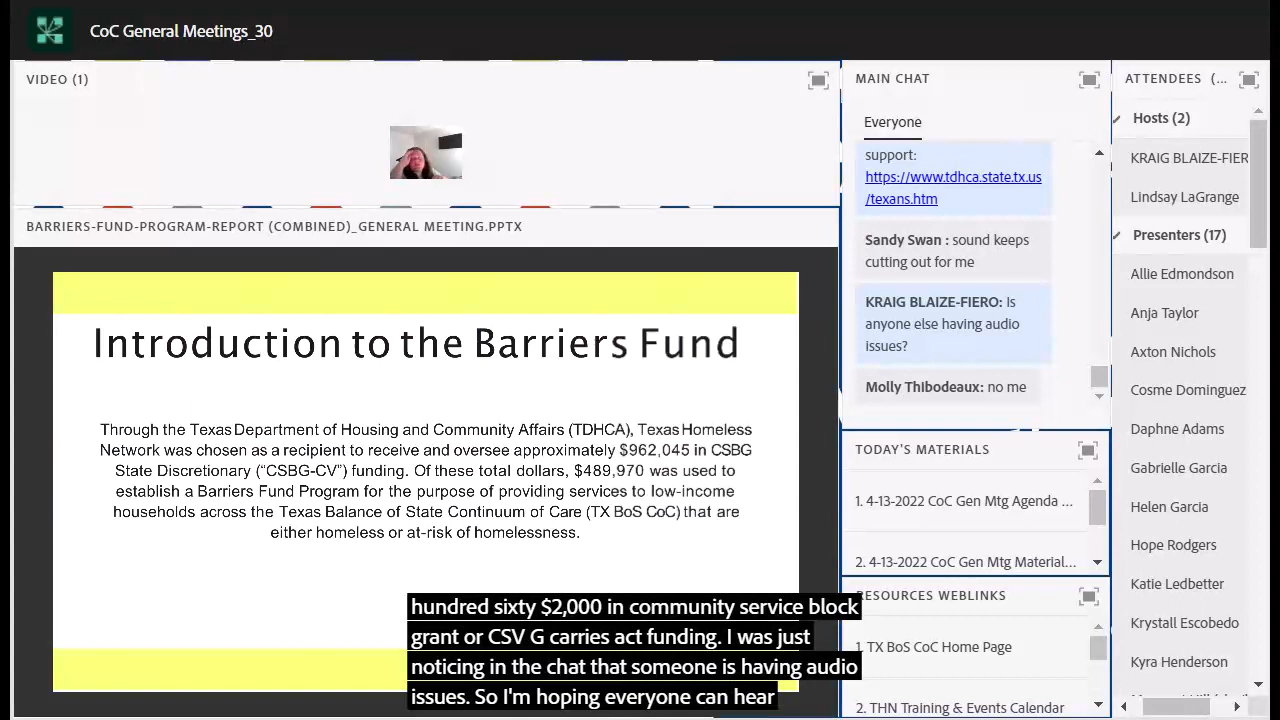 CoC General Meetings_30
VIDEO (1)
BARRIERS-FUND-PROGRAM-REPORT (COMBINED)_GENERAL MEETING.PPTX
Introduction to the Barriers Fund
Through the Texas Department of Housing and Community Affairs (TDHCA), Texas Homeless
Network was chosen as a recipient to receive and oversee approximately $962,045 in CSBG
State Discretionary (“CSBG-CV”) funding. Of these total dollars, $489,970 was used to
establish a Barriers Fund Program for the purpose of providing services to low-income
households across the Texas Balance of State Continuum of Care (TX BoS CoC) that are
either homeless or at-risk of homelessness.
hundred sixty $2,000 in community service block
grant or CSV G carries act funding. I was just
noticing in the chat that someone is having audio
issues. So I'm hoping everyone can hear
MAIN CHAT
Everyone
support:
https://www.tdhca.state.tx.us
/texans.htm
Sandy Swan : sound keeps
cutting out for me
KRAIG BLAIZE-FIERO: Is
anyone else having audio
issues?
Molly Thibodeaux: no me
TODAY'S MATERIALS
1. 4-13-2022 CoC Gen Mtg Agenda ...
2. 4-13-2022 CoC Gen Mtg Material...
RESOURCES WEBLINKS
1. TX BoS CoC Home Page
2. THN Training & Events Calendar
ATTENDEES (...
Hosts (2)
KRAIG BLAIZE-FIER
Lindsay LaGrange
Presenters (17)
Allie Edmondson
Anja Taylor
Axton Nichols
Cosme Dominguez
Daphne Adams
Gabrielle Garcia
Helen Garcia
Hope Rodgers
Katie Ledbetter
Krystall Escobedo
Kyra Henderson